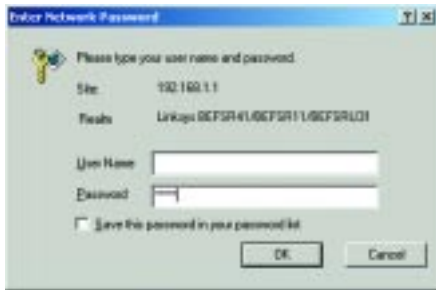 Enter Network Password
Please type your user name and password.
Site: 192.168.1.1
Realm Linksys BEFSR41/BEFSR11/BEFSRU31
User Name
Password
Save this password in your password list
OK
Cancel